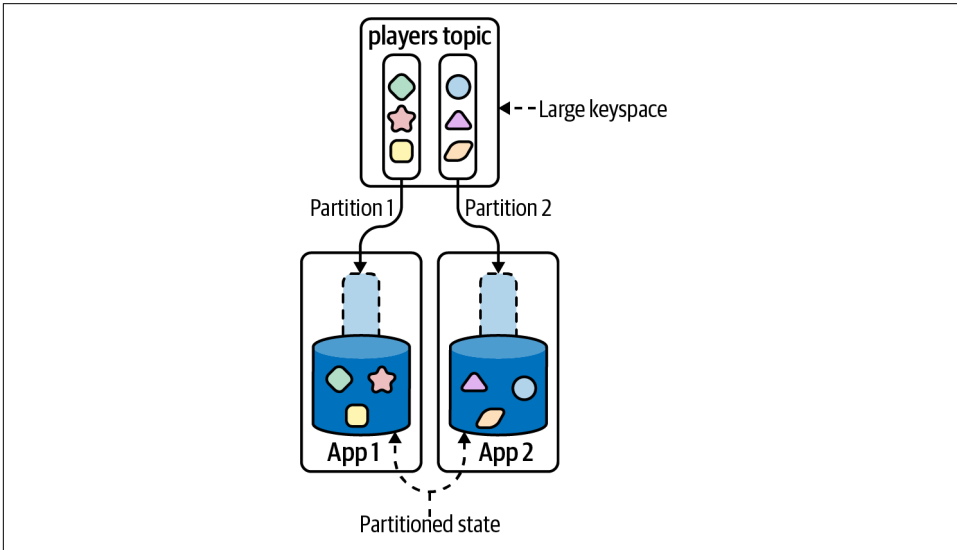 players topic
Large keyspace
Partition 1
Partition 2
App 1
App 2
Partitioned state